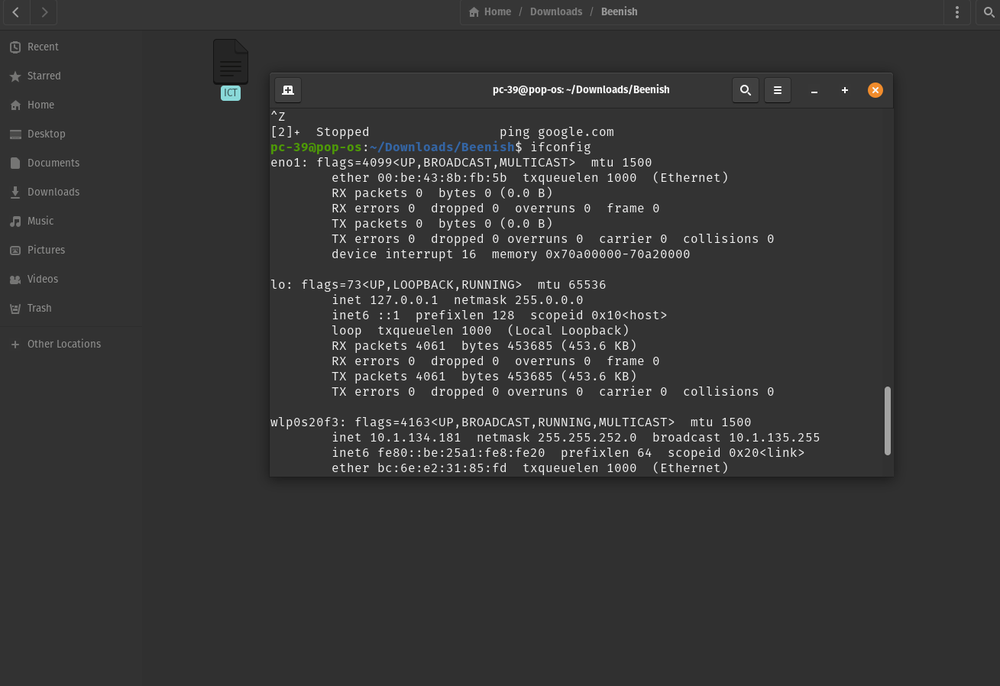 Home / Downloads / Beenish
Recent
Starred
Home
Desktop
Documents
Downloads
Music
Pictures
Videos
Trash
+ Other Locations
ICT
pc-39@pop-os: ~/Downloads/Beenish
^Z
[2]+  Stopped                 ping google.com
pc-39@pop-os:~/Downloads/Beenish$ ifconfig
eno1: flags=4099<UP,BROADCAST,MULTICAST>  mtu 1500
        ether 00:be:43:8b:fb:5b  txqueuelen 1000  (Ethernet)
        RX packets 0  bytes 0 (0.0 B)
        RX errors 0  dropped 0  overruns 0  frame 0
        TX packets 0  bytes 0 (0.0 B)
        TX errors 0  dropped 0 overruns 0  carrier 0  collisions 0
        device interrupt 16  memory 0x70a00000-70a20000
lo: flags=73<UP,LOOPBACK,RUNNING>  mtu 65536
        inet 127.0.0.1  netmask 255.0.0.0
        inet6 ::1  prefixlen 128  scopeid 0x10<host>
        loop  txqueuelen 1000  (Local Loopback)
        RX packets 4061  bytes 453685 (453.6 KB)
        RX errors 0  dropped 0  overruns 0  frame 0
        TX packets 4061  bytes 453685 (453.6 KB)
        TX errors 0  dropped 0 overruns 0  carrier 0  collisions 0
wlp0s20f3: flags=4163<UP,BROADCAST,RUNNING,MULTICAST>  mtu 1500
        inet 10.1.134.181  netmask 255.255.252.0  broadcast 10.1.135.255
        inet6 fe80::be:25a1:fe8:fe20  prefixlen 64  scopeid 0x20<link>
        ether bc:6e:e2:31:85:fd  txqueuelen 1000  (Ethernet)